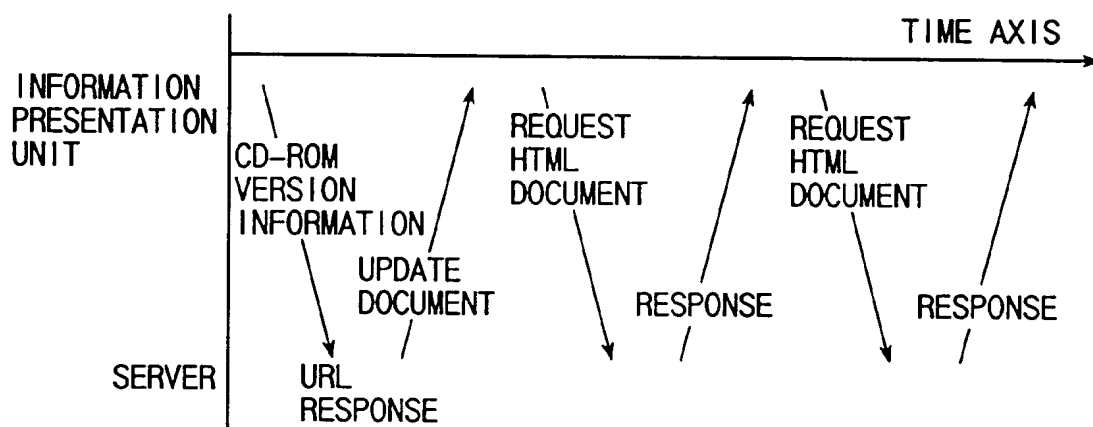 TIME AXIS
INFORMATION
PRESENTATION
UNIT
CD-ROM
VERSION
INFORMATION
UPDATE
DOCUMENT
REQUEST
HTML
DOCUMENT
RESPONSE
REQUEST
HTML
DOCUMENT
RESPONSE
SERVER
URL
RESPONSE